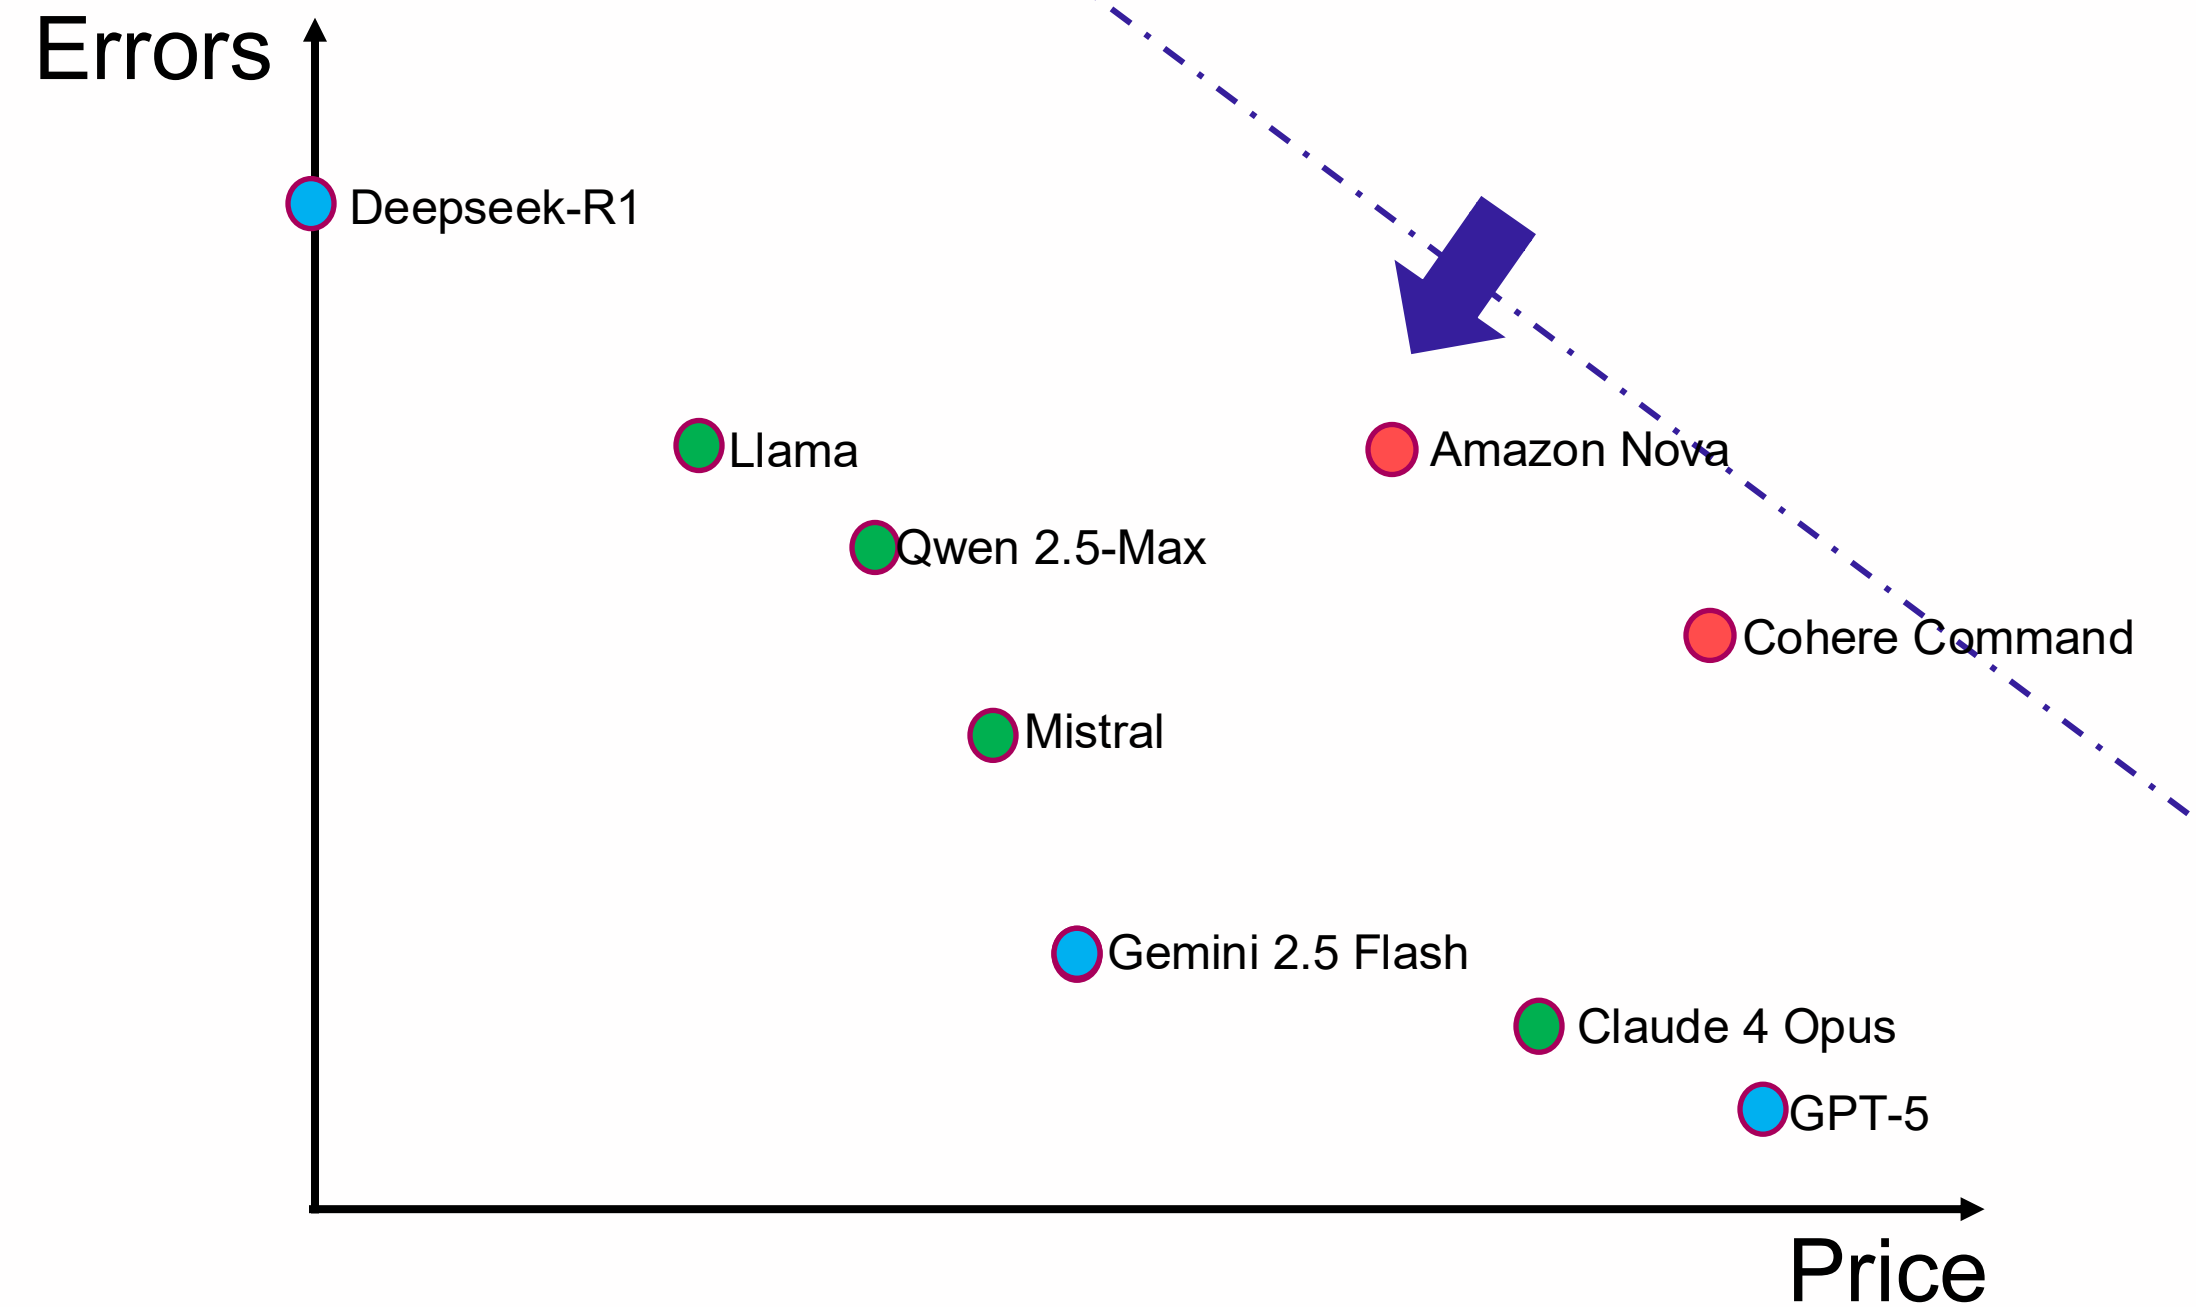 Errors
Deepseek-R1
Llama
Amazon Nova
Qwen 2.5-Max
Cohere Command
Mistral
Gemini 2.5 Flash
Claude 4 Opus
GPT-5
Price